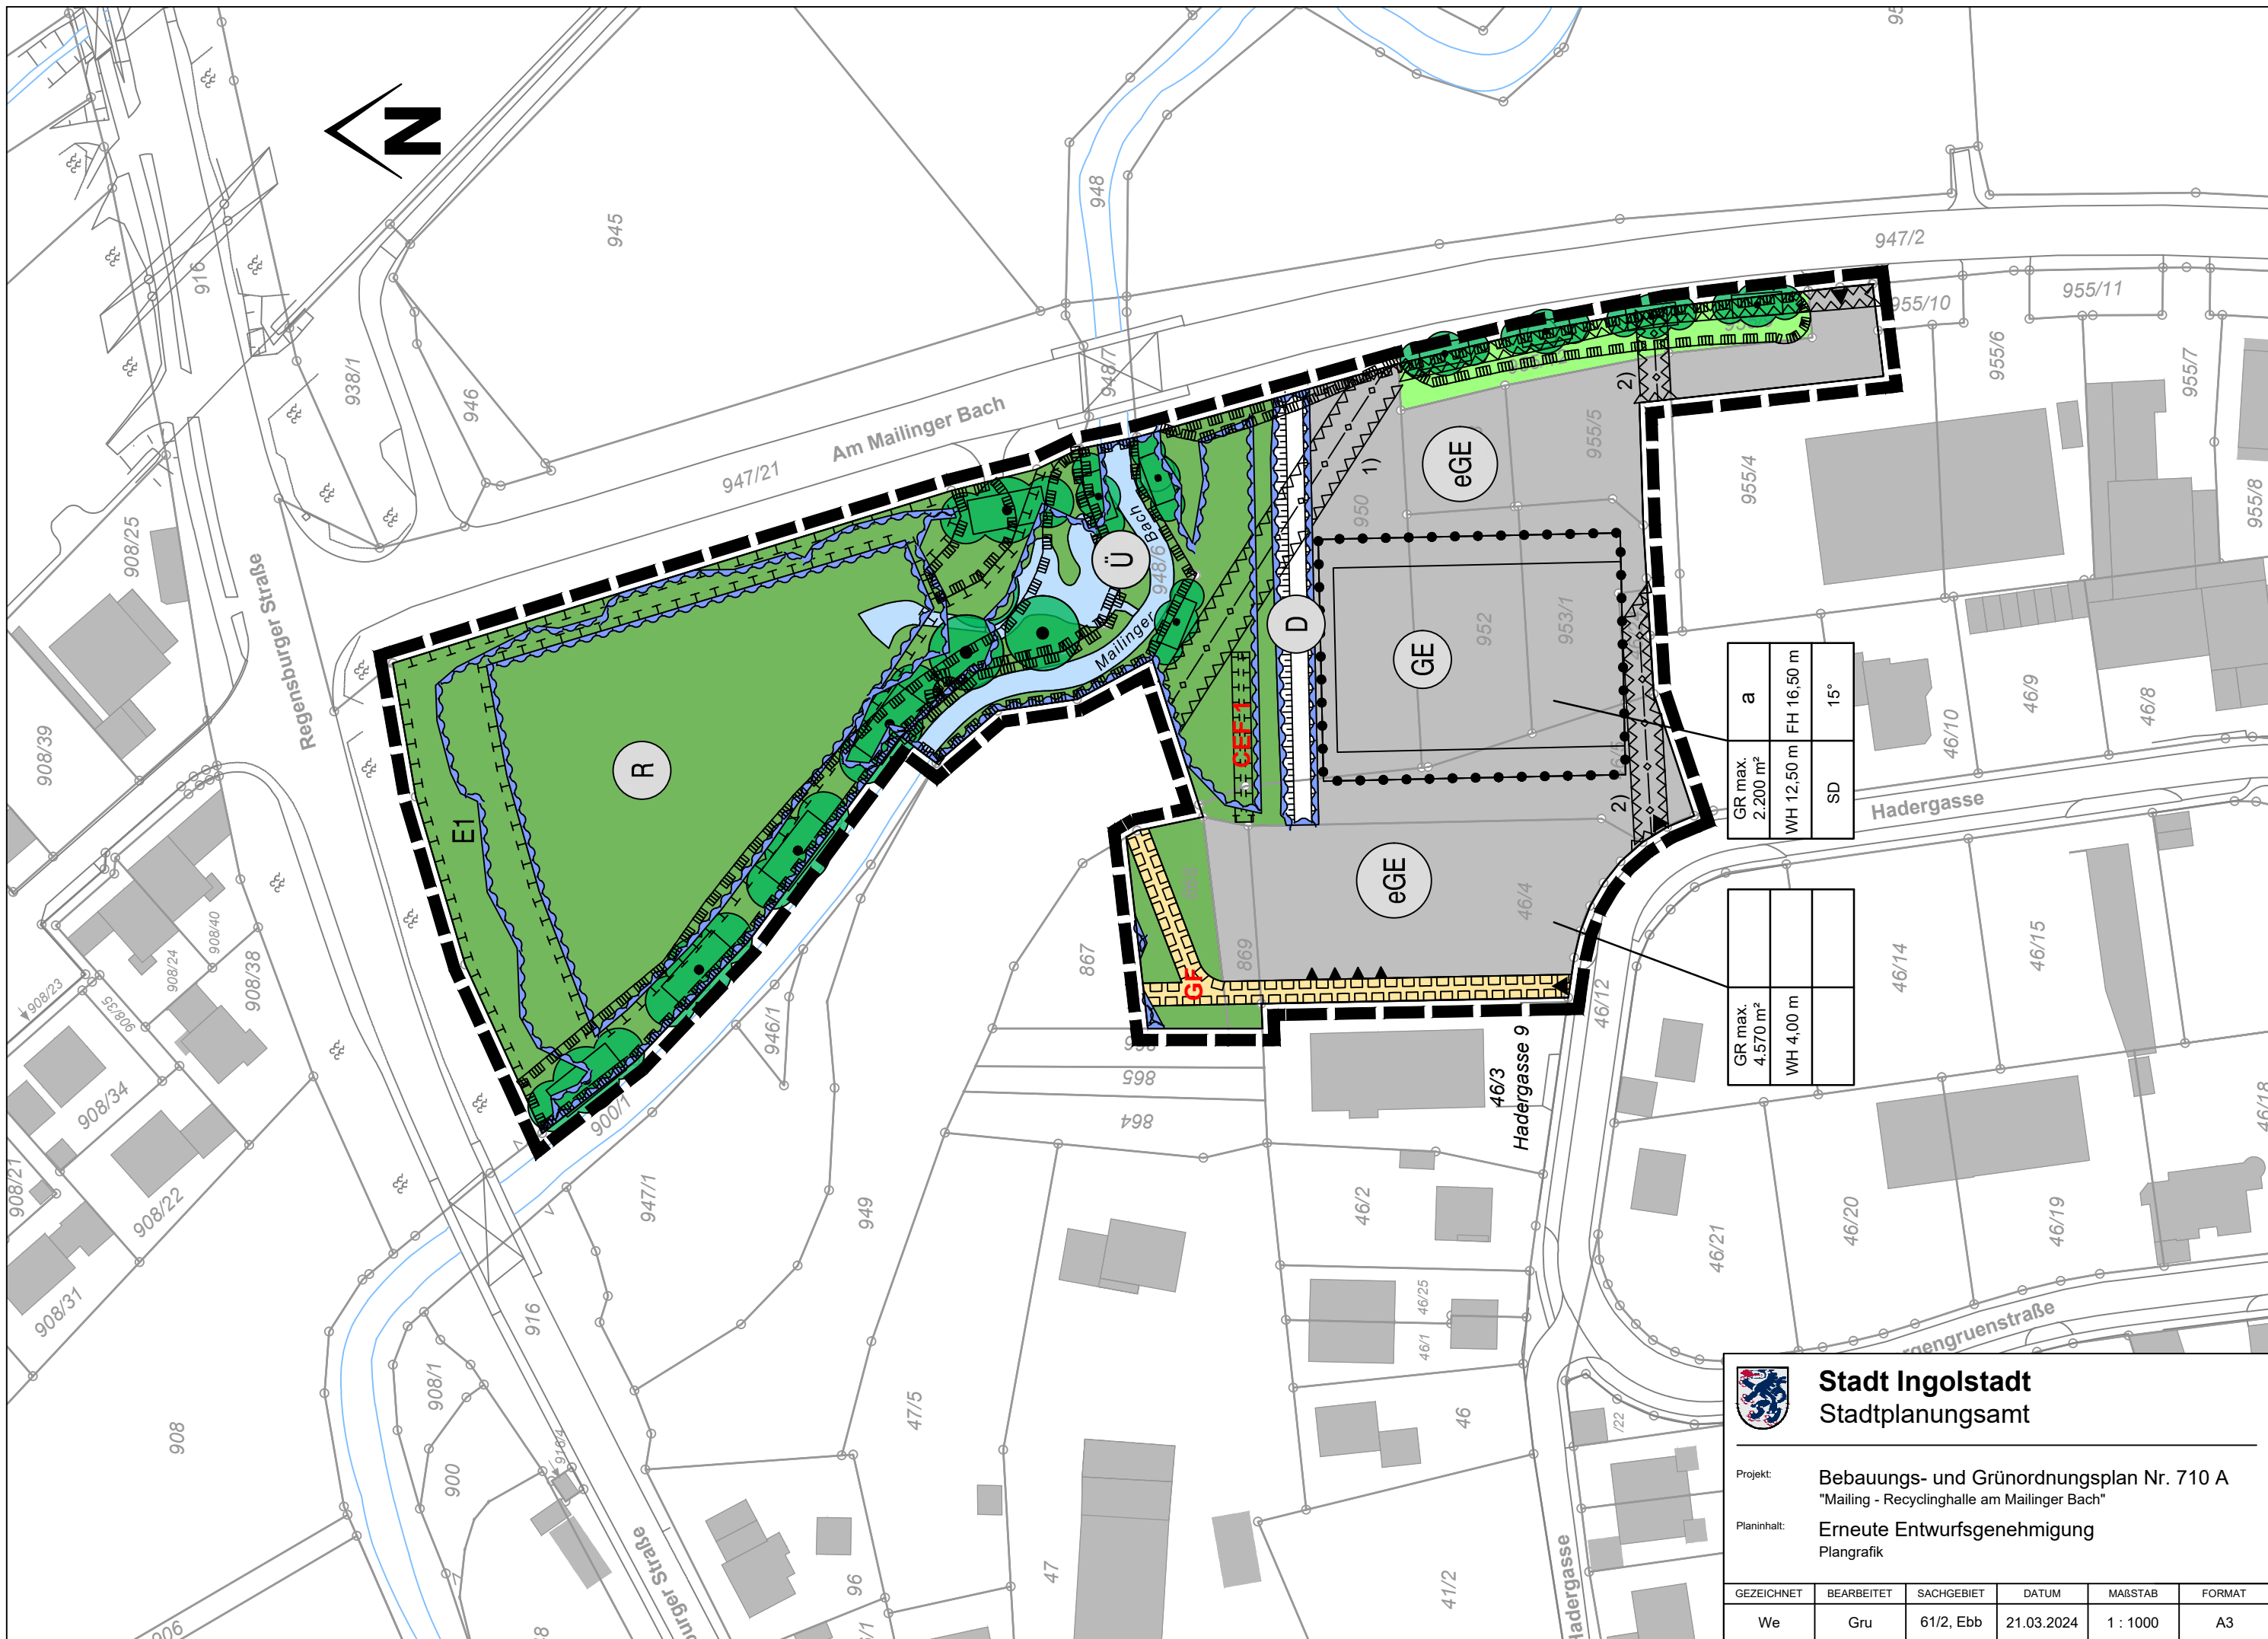 N
945
916
938/1
946
908/25
908/39
Regensburger Straße
947/21
Am Mailinger Bach
948
948/7
947/2
955/10
955/11
955/6
955/7
955/4
955/8
955/5
950
952
953/1
eGE
GE
eGE
D
Ü
R
E1
CEF 1
GF
1)
2)
2)
Mailinger
Bach
948/6
868
869
867
866
865
864
46/4
46/12
46/3
Hadergasse 9
GR max.
2.200 m²
a
WH 12,50 m
FH 16,50 m
SD
15°
GR max.
4.570 m²
WH 4,00 m
46/9
46/10
46/8
Hadergasse
46/14
46/15
46/18
46/19
46/20
46/21
46/2
46/25
46/1
46
41/2
47
47/5
96
949
947/1
946/1
900/1
916
908/1
900
916/4
908
906
908/31
908/21
908/22
908/34
908/35
908/23
908/24
908/40
908/38
/22
Hadergasse
Stadt Ingolstadt
Stadtplanungsamt
Projekt:
Bebauungs- und Grünordnungsplan Nr. 710 A
"Mailing - Recyclinghalle am Mailinger Bach"
Planinhalt:
Erneute Entwurfsgenehmigung
Plangrafik
GEZEICHNET BEARBEITET SACHGEBIET DATUM MAßSTAB FORMAT
We Gru 61/2, Ebb 21.03.2024 1 : 1000 A3